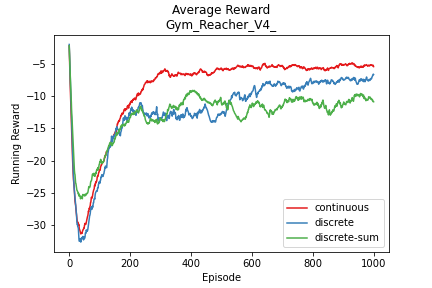 Average Reward
Gym_Reacher_V4_
Running Reward
−5
−10
−15
−20
−25
−30
0
200
400
600
800
1000
Episode
continuous
discrete
discrete-sum